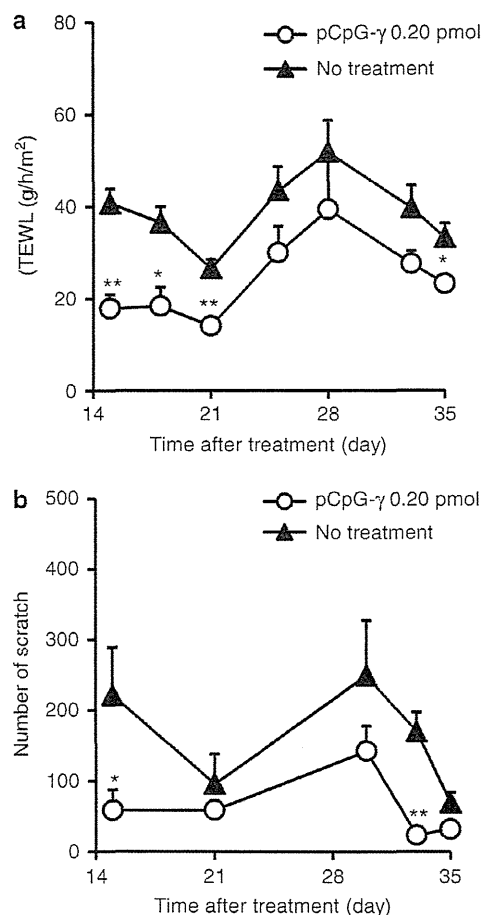 a
pCpG-γ 0.20 pmol
No treatment
(TEWL (g/h/m²)
80
60
40
20
0
** * ** *
14 21 28 35
Time after treatment (day)
b
pCpG-γ 0.20 pmol
No treatment
Number of scratch
500
400
300
200
100
0
* **
14 21 28 35
Time after treatment (day)